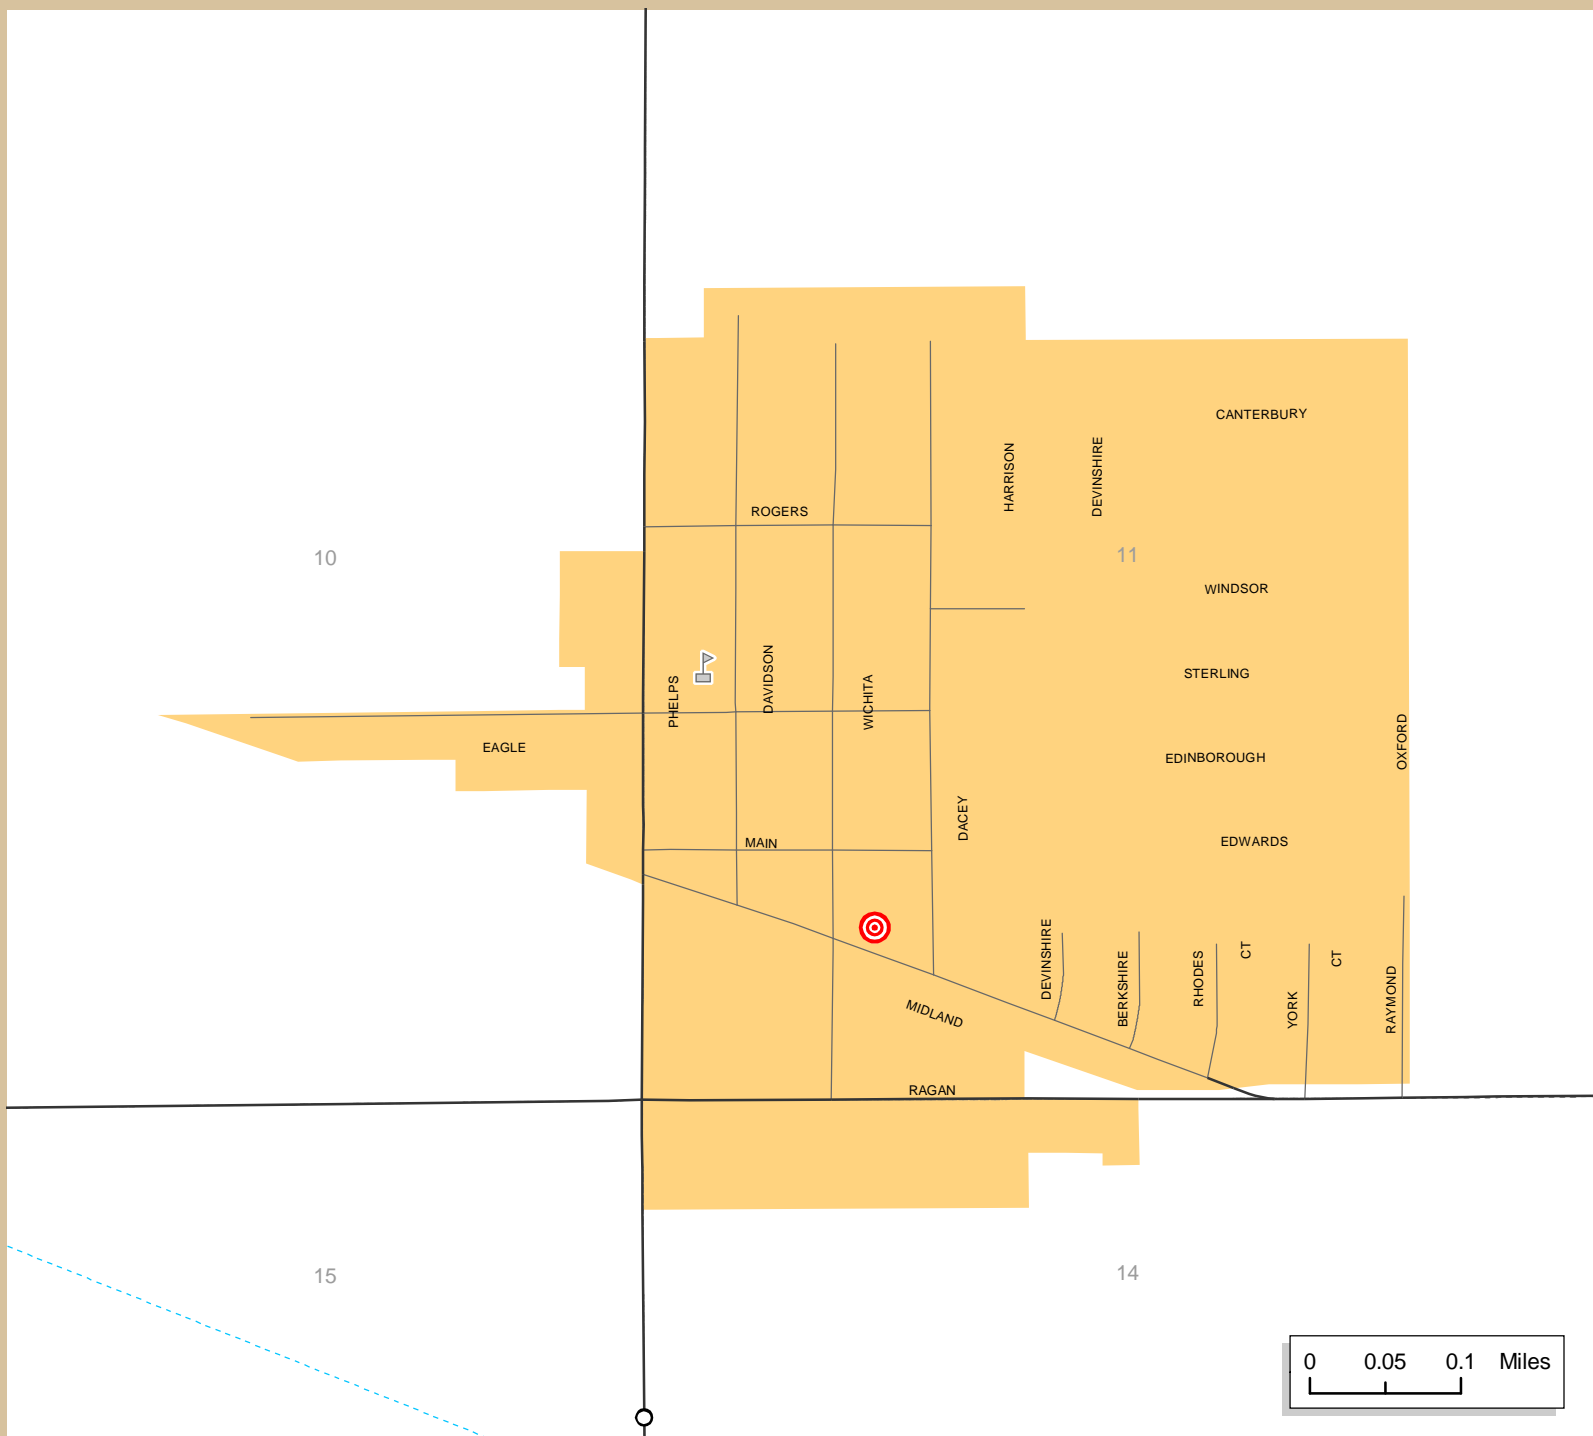 CANTERBURY
HARRISON
DEVINSHIRE
ROGERS
10
11
WINDSOR
STERLING
PHELPS
DAVIDSON
WICHITA
EAGLE
OXFORD
EDINBOROUGH
DACEY
MAIN
EDWARDS
DEVINSHIRE
BERKSHIRE
RHODES
CT
YORK
CT
RAYMOND
MIDLAND
RAGAN
15
14
0 0.05 0.1 Miles